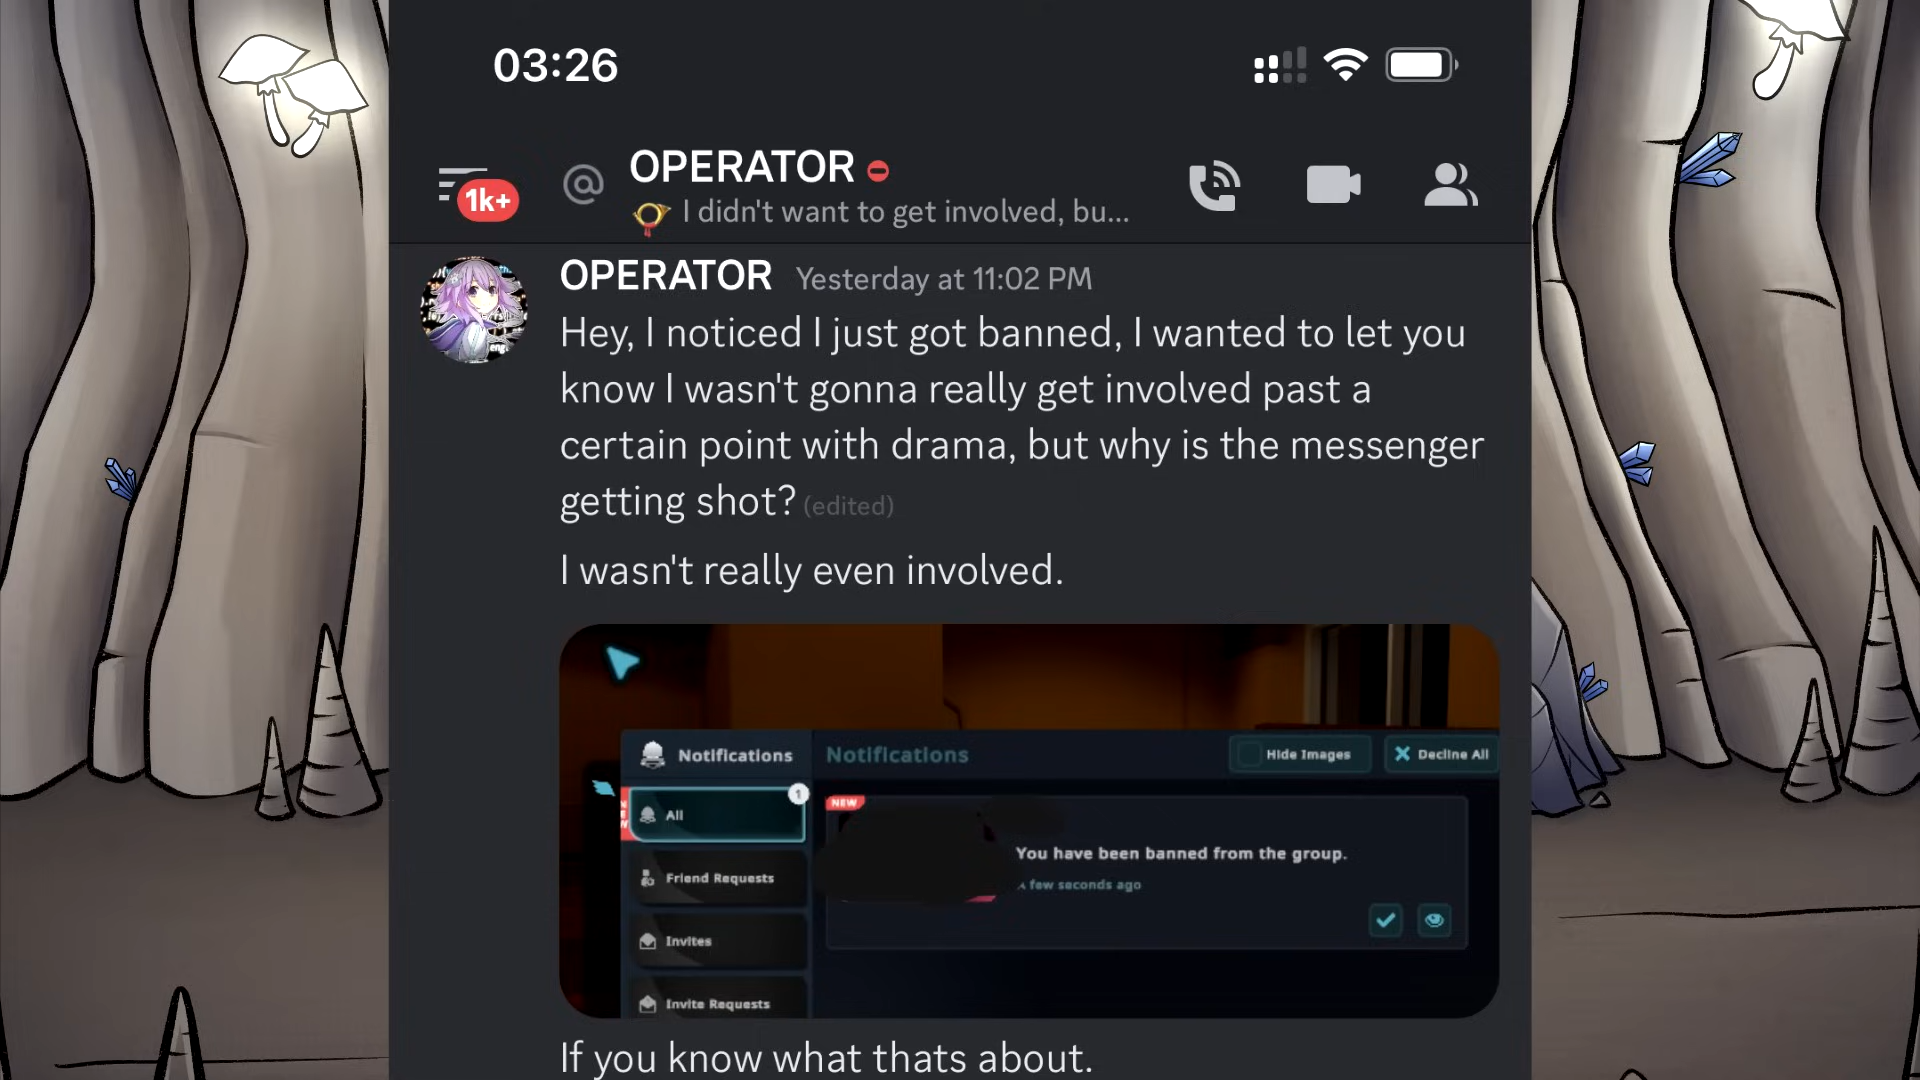 03:26
1k+
OPERATOR
I didn't want to get involved, bu...
OPERATOR Yesterday at 11:02 PM
Hey, I noticed I just got banned, I wanted to let you
know I wasn't gonna really get involved past a
certain point with drama, but why is the messenger
getting shot? (edited)
I wasn't really even involved.
Notifications
Notifications
Hide Images
Decline All
1
All
NEW
You have been banned from the group.
A few seconds ago
Friend Requests
Invites
Invite Requests
If you know what thats about.